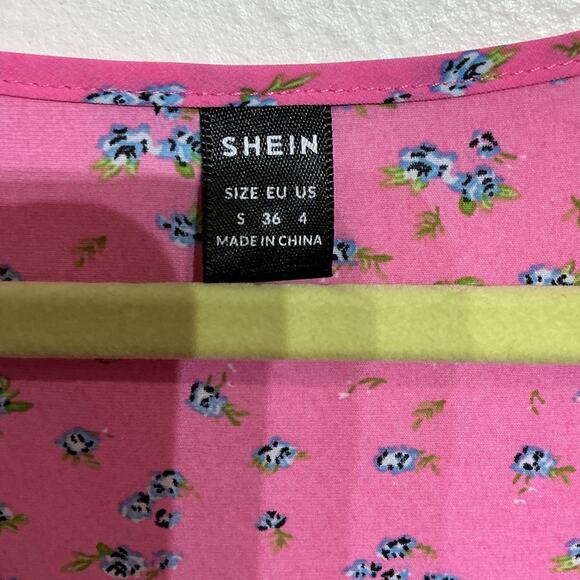 SHEIN
SIZE EU US
S 36 4
MADE IN CHINA